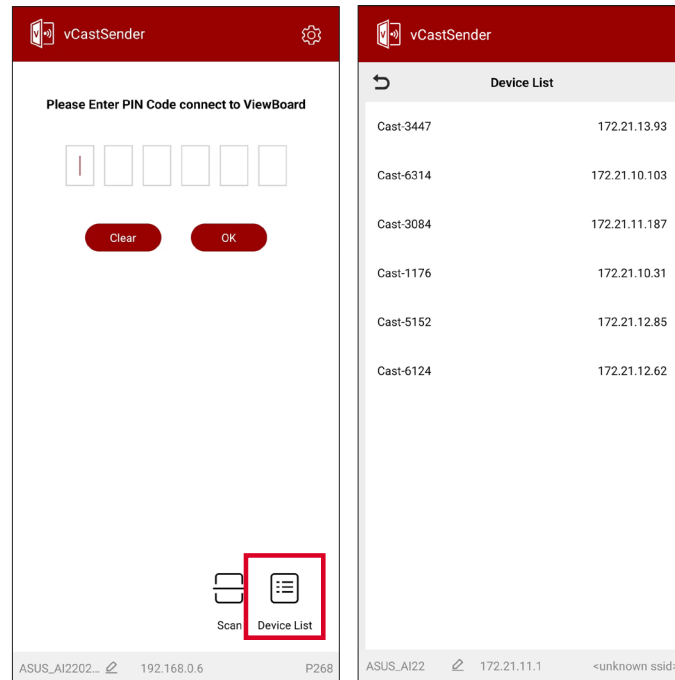 vCastSender
Please Enter PIN Code connect to ViewBoard
Clear OK
Scan Device List
ASUS_AI2202... 192.168.0.6 P268
vCastSender
Device List
Cast-3447 172.21.13.93
Cast-6314 172.21.10.103
Cast-3084 172.21.11.187
Cast-1176 172.21.10.31
Cast-5152 172.21.12.85
Cast-6124 172.21.12.62
ASUS_AI22 172.21.11.1 <unknown ssid>